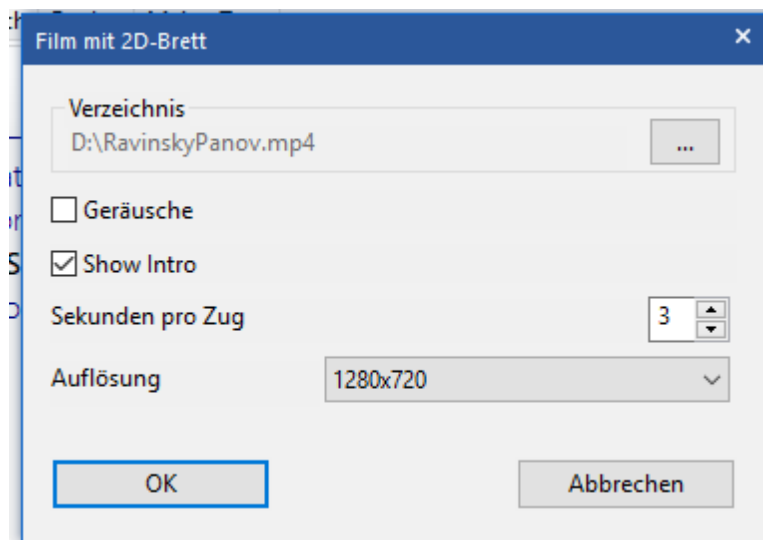 Film mit 2D-Brett
Verzeichnis
D:\RavinskyPanov.mp4
...
Geräusche
Show Intro
Sekunden pro Zug 3
Auflösung 1280x720
OK Abbrechen